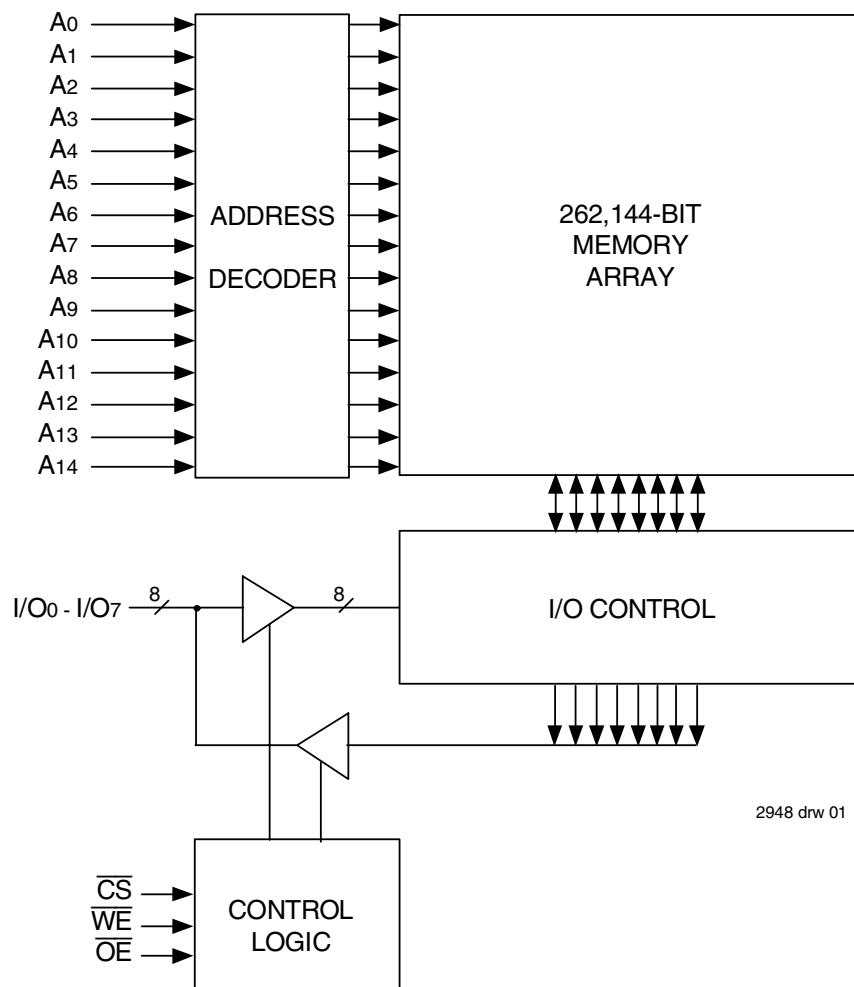 A0
A1
A2
A3
A4
A5
A6
A7
A8
A9
A10
A11
A12
A13
A14
ADDRESS
DECODER
262,144-BIT
MEMORY
ARRAY
I/O0 - I/O7
8
8
I/O CONTROL
2948 drw 01
CS
WE
OE
CONTROL
LOGIC